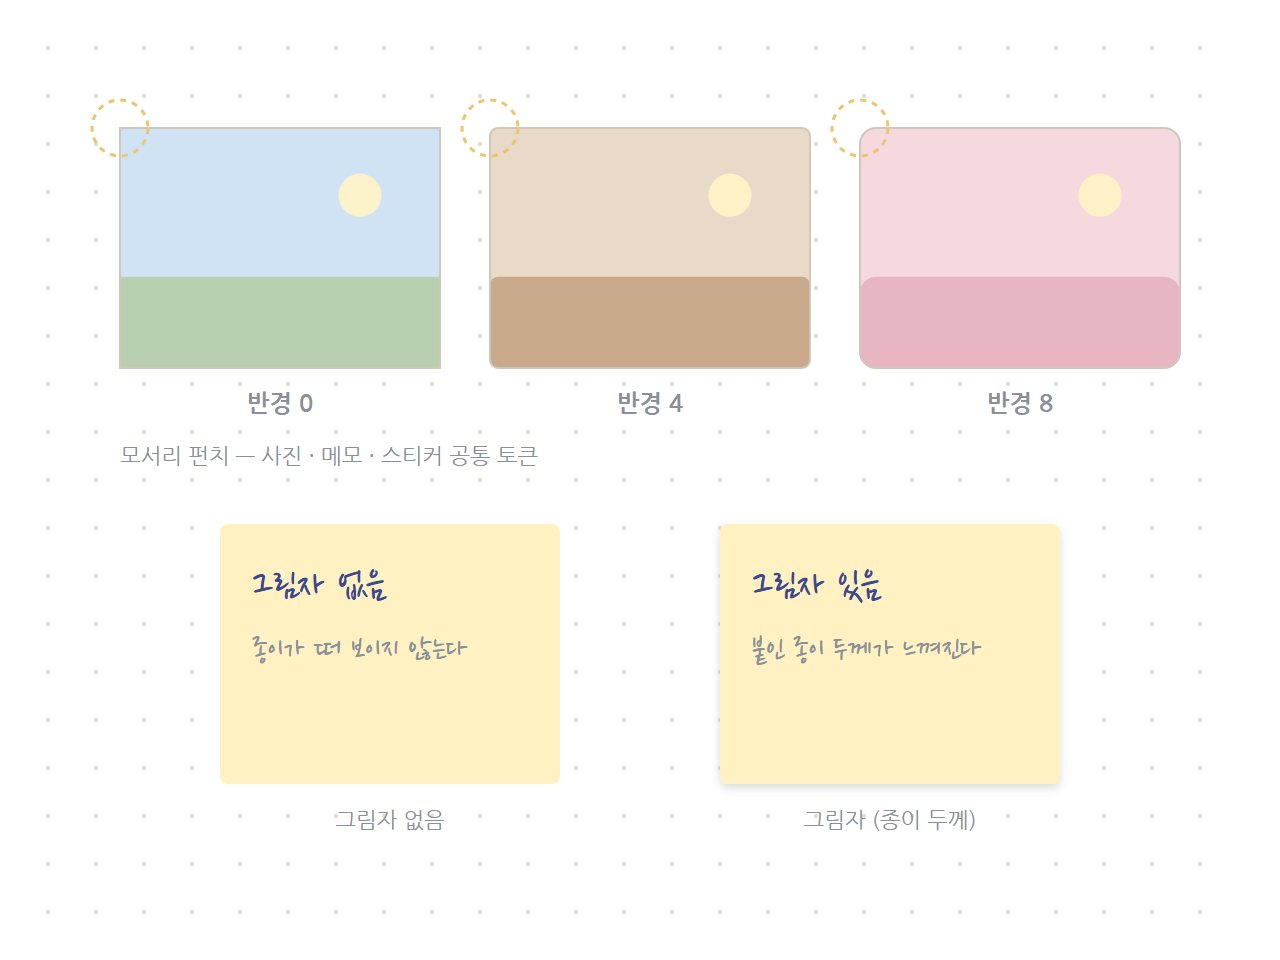 반경 0
반경 4
반경 8
모서리 펀치 — 사진 · 메모 · 스티커 공통 토큰
그림자 없음
종이가 떠 보이지 않는다
그림자 있음
붙인 종이 두께가 느껴진다
그림자 없음
그림자 (종이 두께)